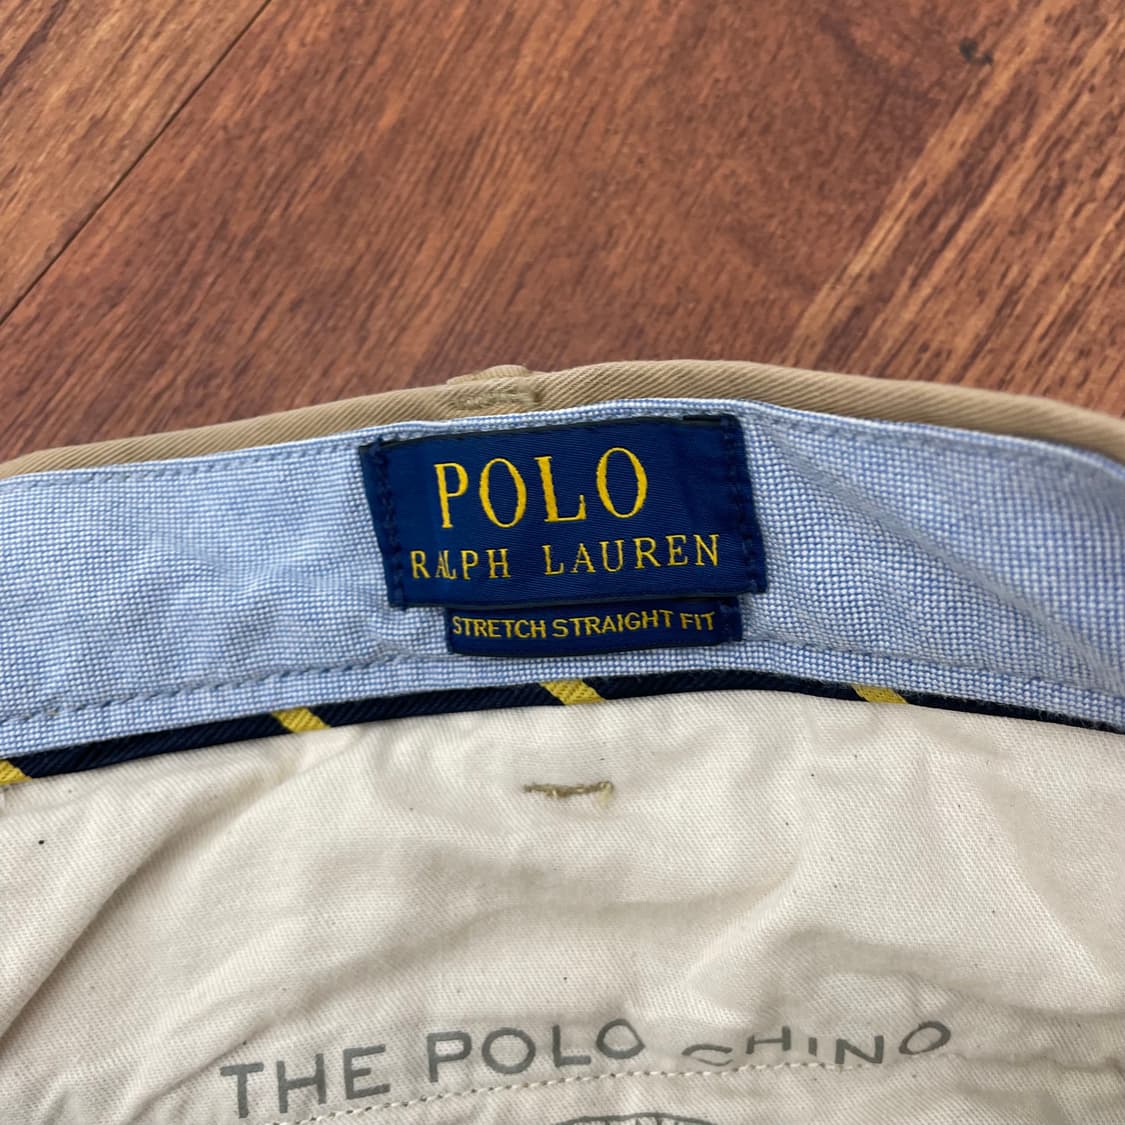 POLO
RALPH LAUREN
STRETCH STRAIGHT FIT
THE POLO CHINO